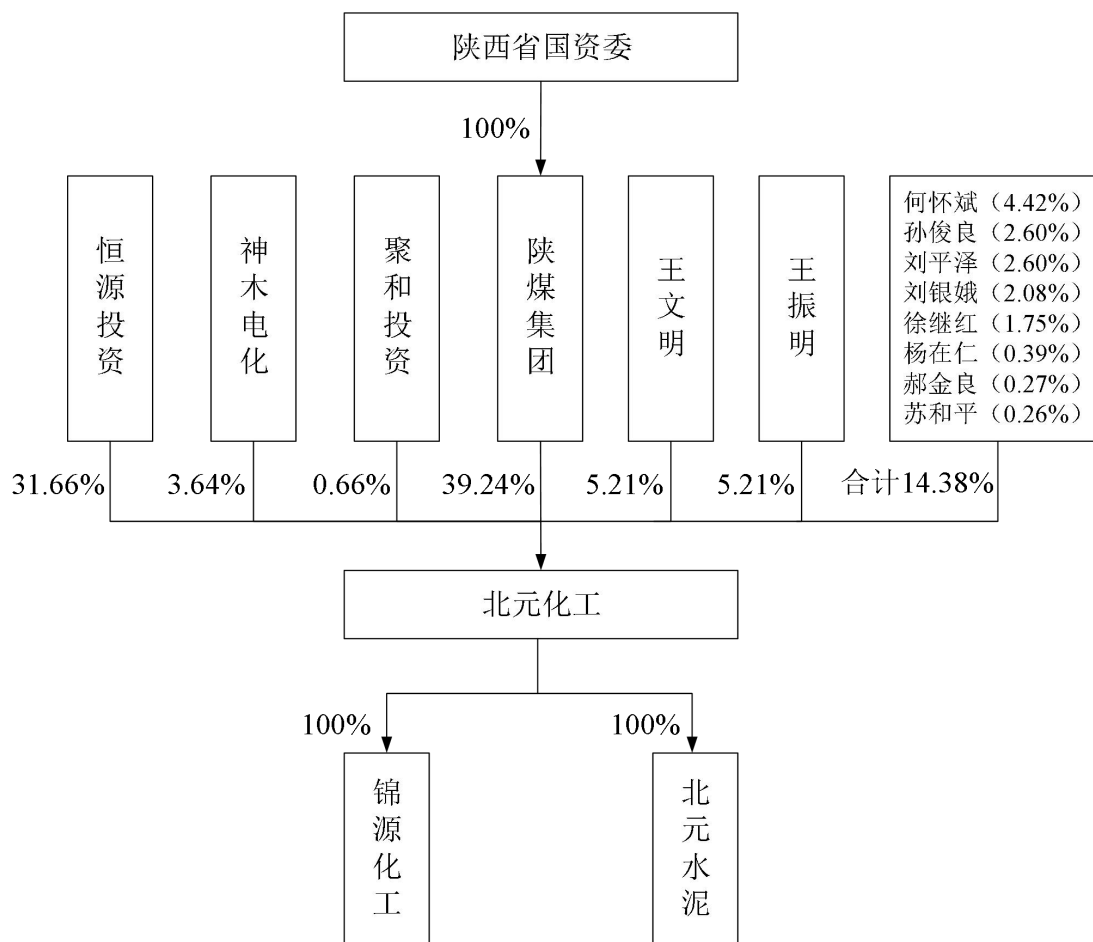 陕西省国资委
100%
恒源投资
神木电化
聚和投资
陕煤集团
王文明
王振明
何怀斌（4.42%）
孙俊良（2.60%）
刘平泽（2.60%）
刘银娥（2.08%）
徐继红（1.75%）
杨在仁（0.39%）
郝金良（0.27%）
苏和平（0.26%）
31.66%
3.64%
0.66%
39.24%
5.21%
5.21%
合计14.38%
北元化工
100%
100%
锦源化工
北元水泥